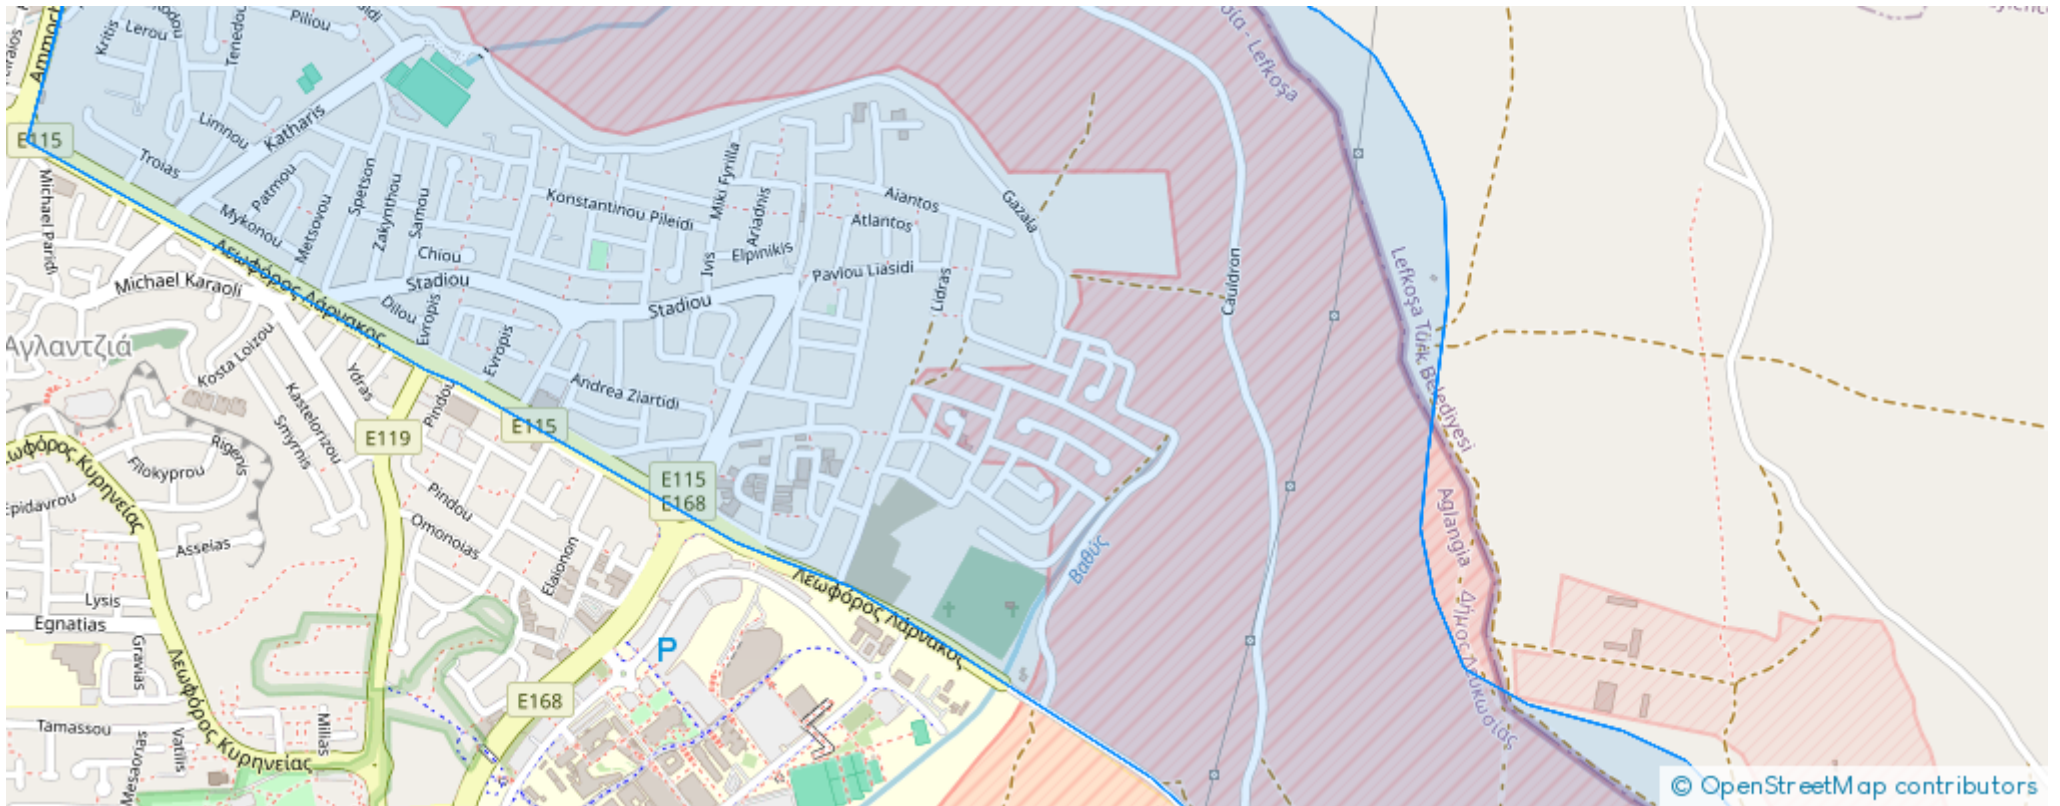 Kritis
Lerou
Tenedou
Piliou
Ammoch
Limnou
Katharis
Troias
E115
Michael Paridi
Patmou
Mykonou
Metsovou
Spetson
Zakynthou
Samou
Chiou
Konstantinou Pileidi
Miki Fyrilla
Ariadnis
Ivis
Elpinikis
Aiantos
Atlantos
Pavlou Liasidi
Lidras
Gazala
Cauldron
Lefkoşa
Lefkoşa Türk Belediyesi
Aglangia
Δήμος Λευκωσίας
Λεωφόρος Λάρνακος
Michael Karaoli
Stadiou
Stadiou
Dilou
Evropis
Evropis
Αγλαντζιά
Kosta Loizou
Ydras
Kastelorizou
Smyrnis
Pindou
E119
E115
Andrea Ziartidi
E115
E168
Rigenis
Filokyprou
Epidavrou
Λεωφόρος Κυρηνείας
Asseias
Pindou
Omonoias
Elaionon
Βαθύς
Λεωφόρος Λάρνακος
Lysis
Egnatias
Gravias
P
E168
Λεωφόρος Κυρηνείας
Tamassou
Vatilis
Milias
© OpenStreetMap contributors